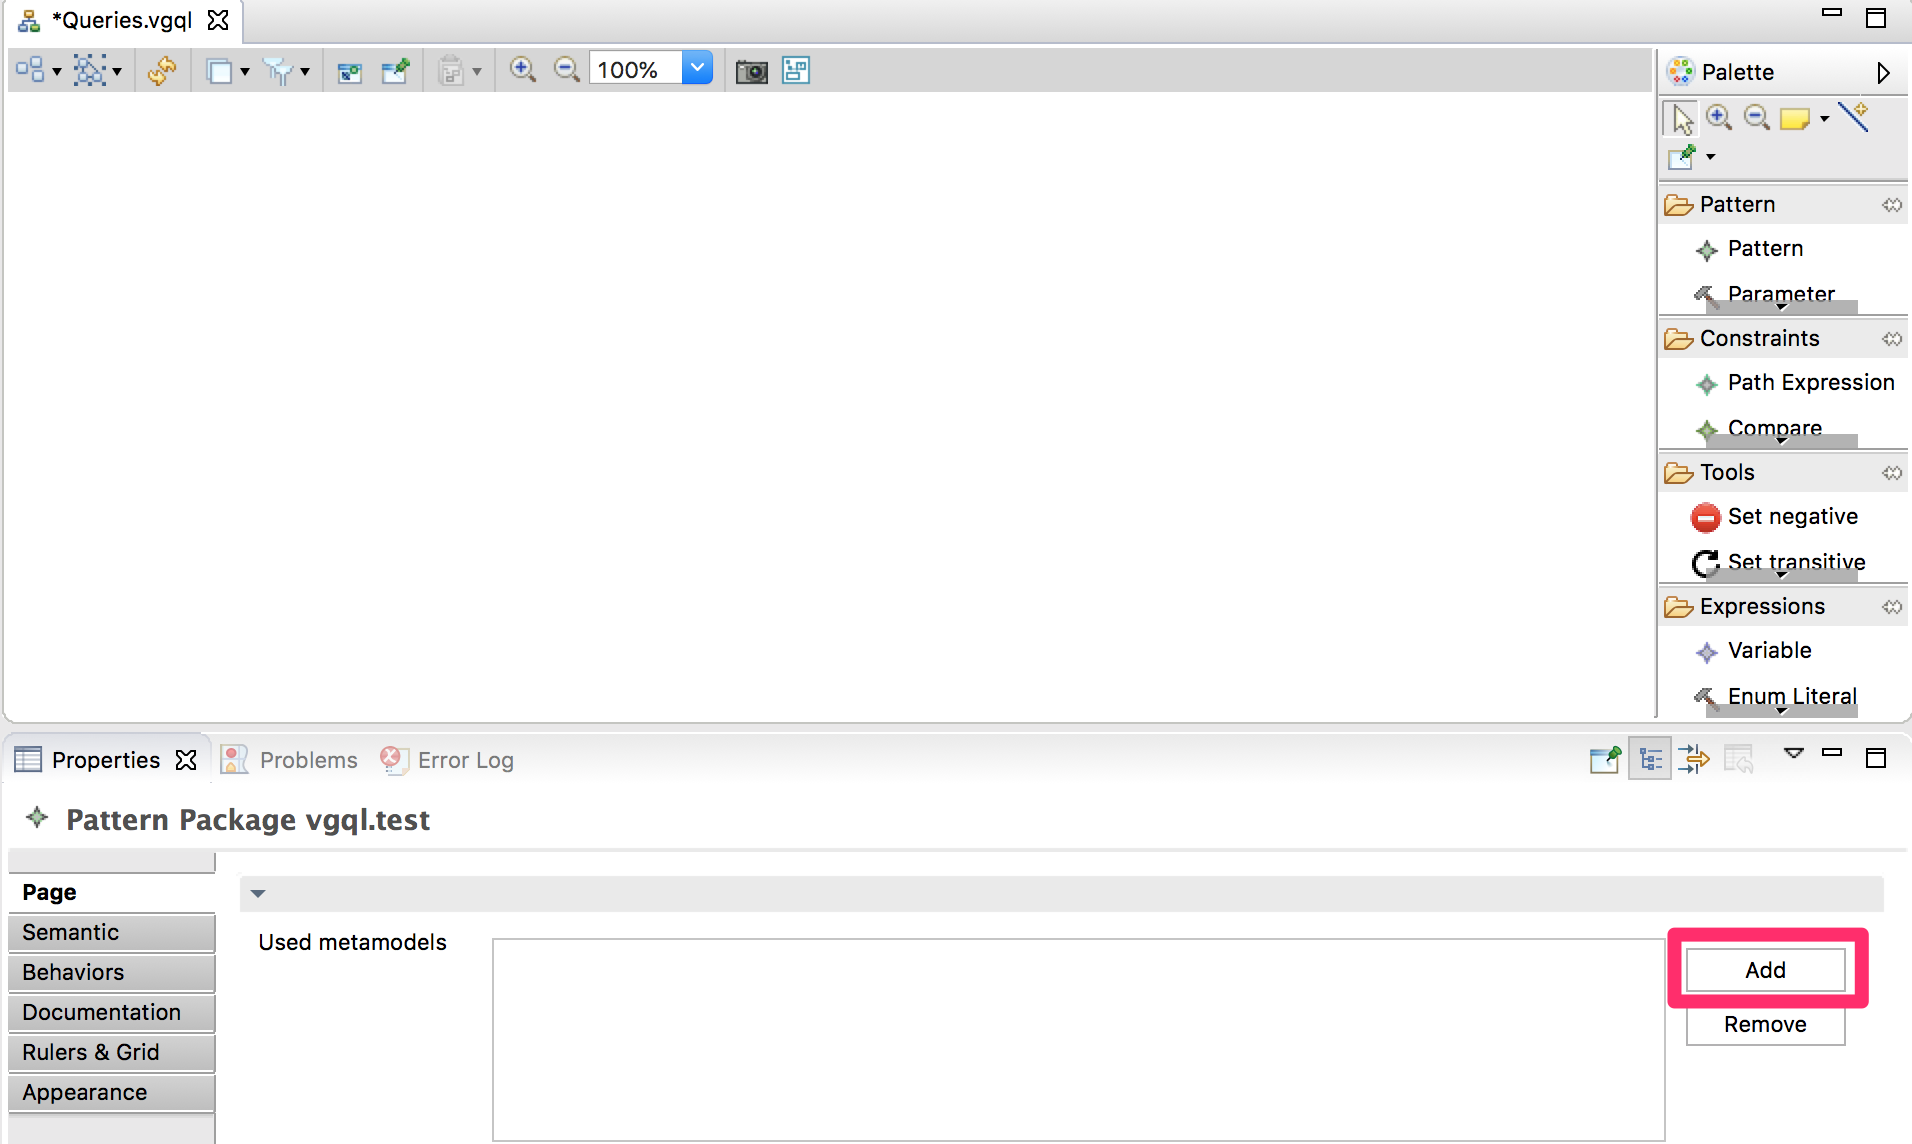 *Queries.vgql
100%
Palette
Pattern
Pattern
Parameter
Constraints
Path Expression
Compare
Tools
Set negative
Set transitive
Expressions
Variable
Enum Literal
Properties
Problems
Error Log
Pattern Package vgql.test
Page
Semantic
Behaviors
Documentation
Rulers & Grid
Appearance
Used metamodels
Add
Remove